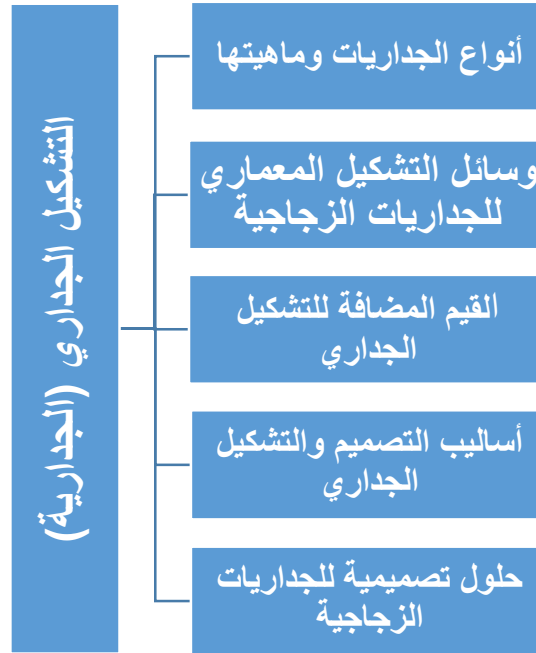 التشكيل الجداري (الجدارية)
أنواع الجداريات وماهيتها
وسائل التشكيل المعماري
للجداريات الزجاجية
القيم المضافة للتشكيل
الجداري
أساليب التصميم والتشكيل
الجداري
حلول تصميمية للجداريات
الزجاجية